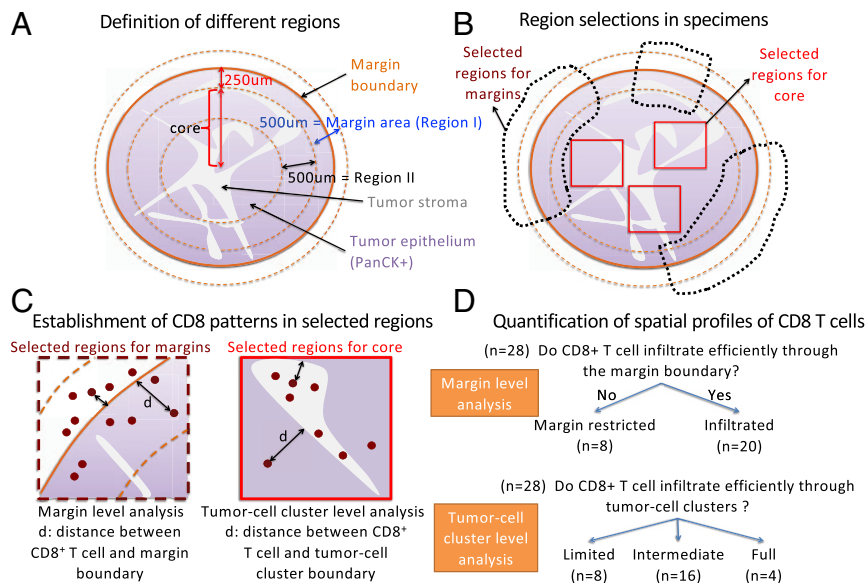 A
Definition of different regions
250um
Margin
boundary
core
500um = Margin area (Region I)
500um = Region II
Tumor stroma
Tumor epithelium
(PanCK+)
B
Region selections in specimens
Selected
regions for
margins
Selected
regions for
core
C
Establishment of CD8 patterns in selected regions
Selected regions for margins
d
Margin level analysis
d: distance between
CD8⁺ T cell and margin
boundary
Selected regions for core
d
Tumor-cell cluster level analysis
d: distance between CD8⁺
T cell and tumor-cell
cluster boundary
D
Quantification of spatial profiles of CD8 T cells
(n=28) Do CD8+ T cell infiltrate efficiently through
the margin boundary?
Margin level
analysis
No Yes
Margin restricted Infiltrated
(n=8) (n=20)
(n=28) Do CD8+ T cell infiltrate efficiently through
tumor-cell clusters ?
Tumor-cell
cluster level
analysis
Limited Intermediate Full
(n=8) (n=16) (n=4)